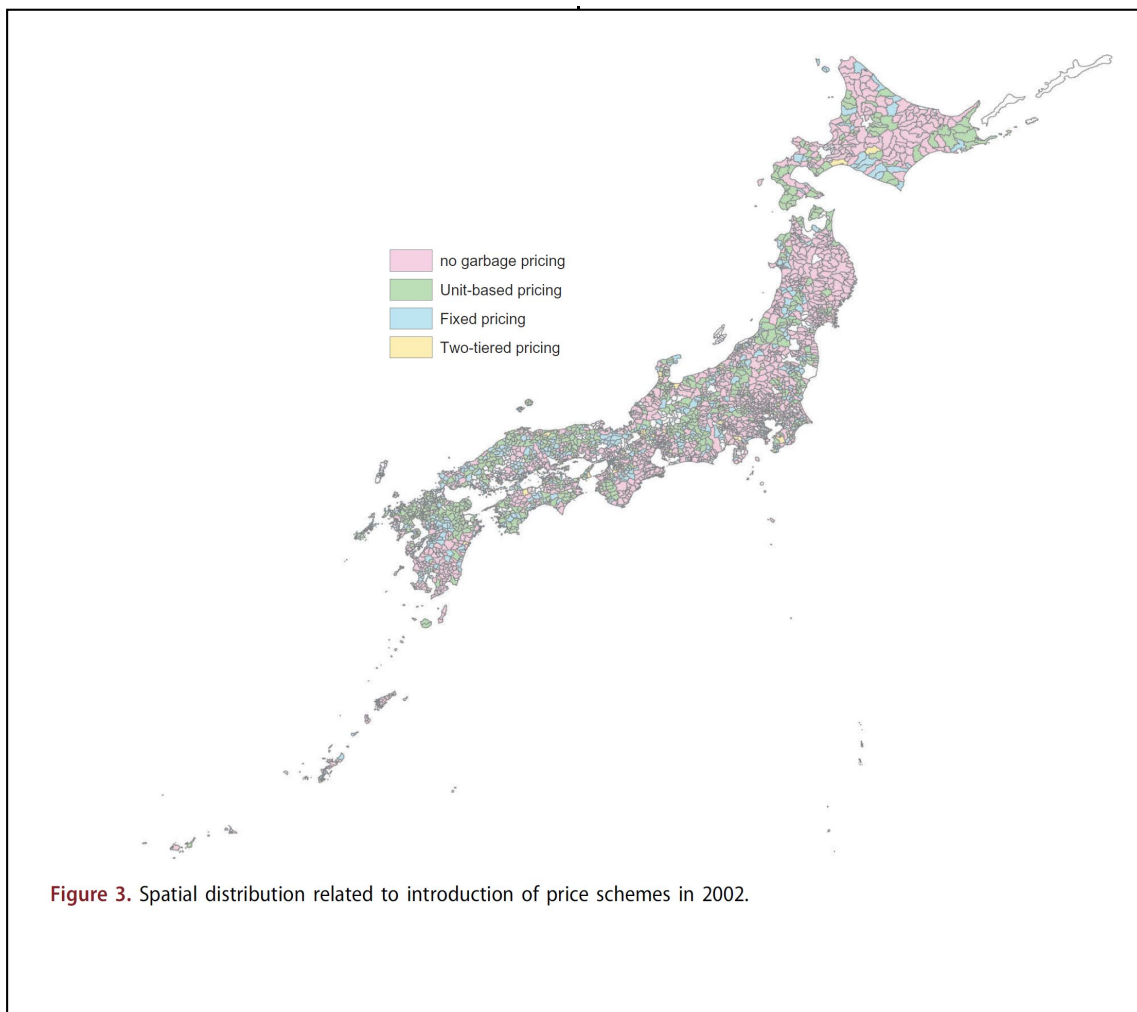 no garbage pricing
Unit-based pricing
Fixed pricing
Two-tiered pricing
Figure 3. Spatial distribution related to introduction of price schemes in 2002.